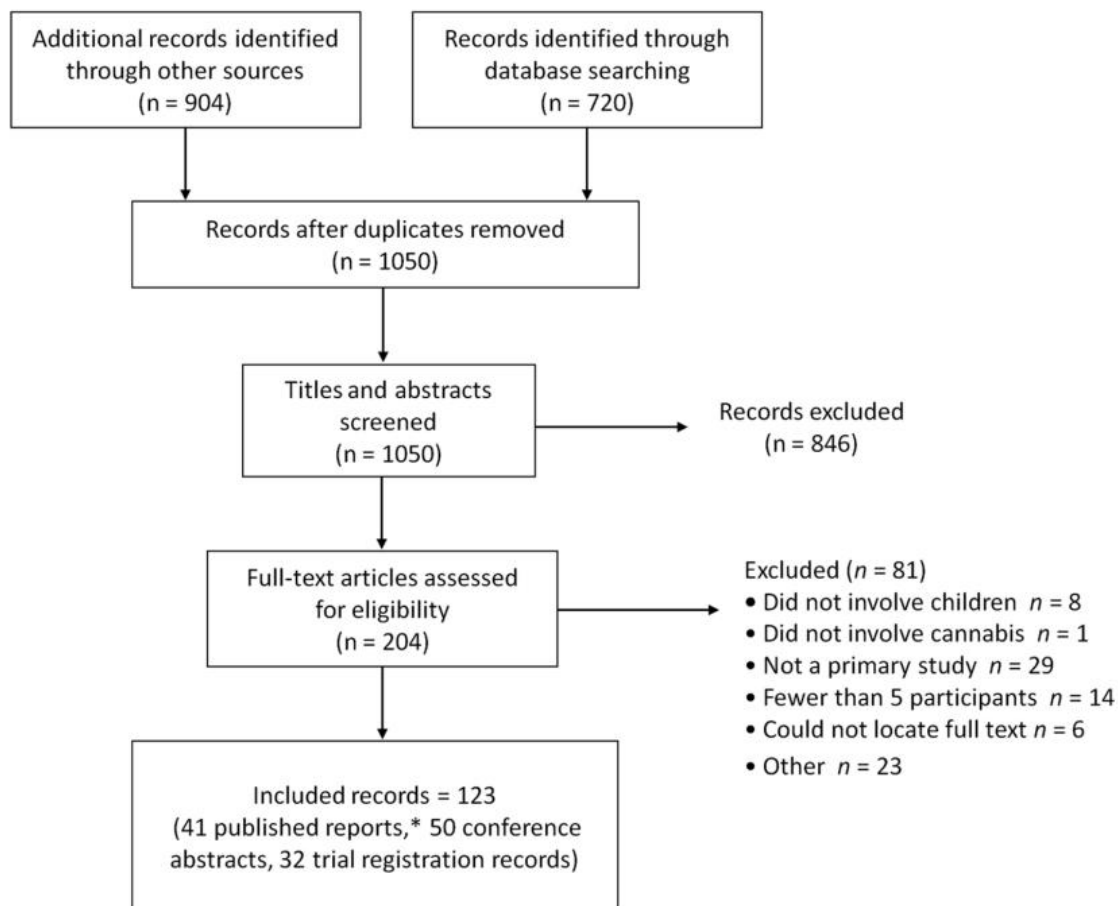 Additional records identified
through other sources
(n = 904)
Records identified through
database searching
(n = 720)
Records after duplicates removed
(n = 1050)
Titles and abstracts
screened
(n = 1050)
Records excluded
(n = 846)
Full-text articles assessed
for eligibility
(n = 204)
Excluded (n = 81)
• Did not involve children n = 8
• Did not involve cannabis n = 1
• Not a primary study n = 29
• Fewer than 5 participants n = 14
• Could not locate full text n = 6
• Other n = 23
Included records = 123
(41 published reports,* 50 conference
abstracts, 32 trial registration records)